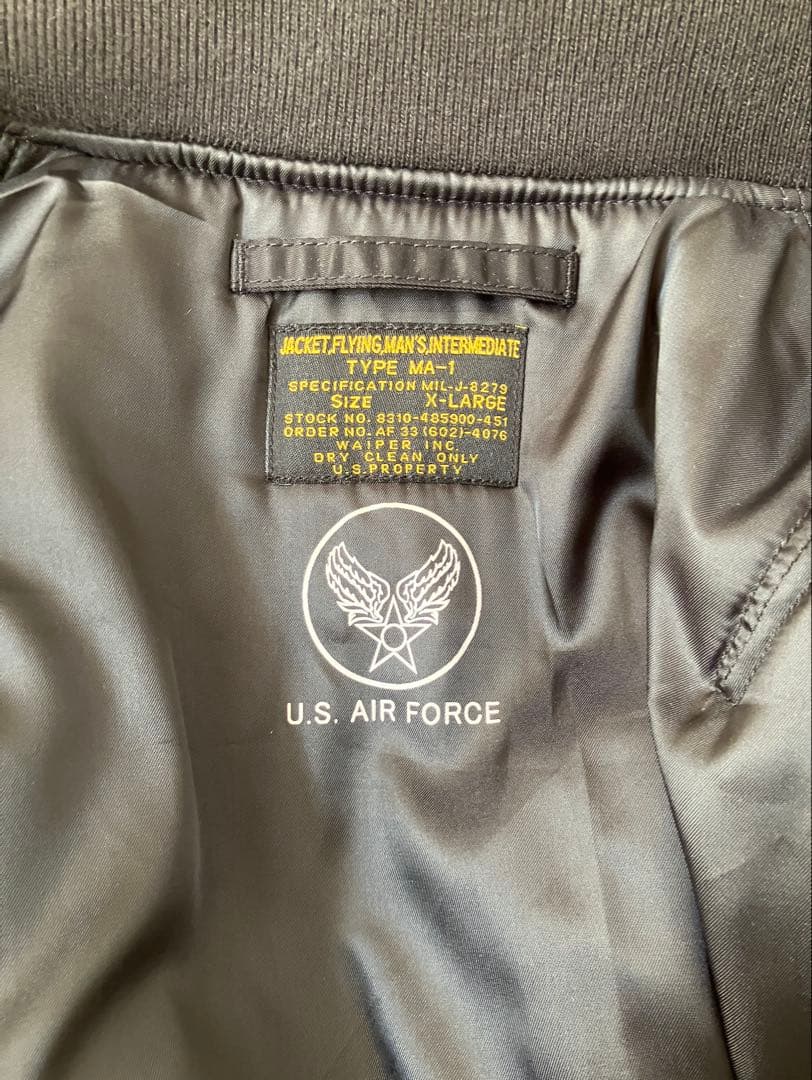 JACKET,FLYING,MAN'S,INTERMEDIATE
TYPE MA-1
SPECIFICATION MIL-J-8279
SIZE X-LARGE
STOCK NO. 8310-485900-451
ORDER NO. AF 33 (602)-4076
WAIPER INC.
DRY CLEAN ONLY
U.S.PROPERTY
U.S. AIR FORCE